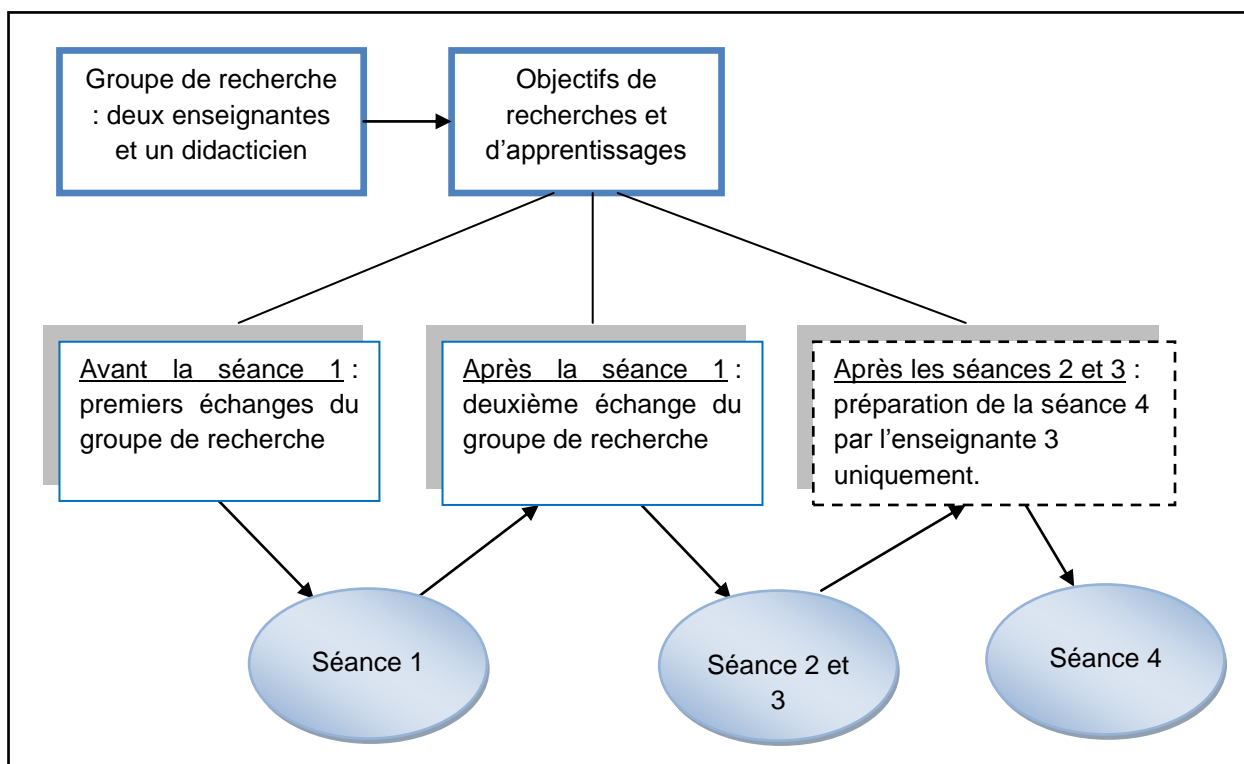 Groupe de recherche
: deux enseignantes
et un didacticien
Objectifs de
recherches et
d’apprentissages
Avant la séance 1 :
premiers échanges du
groupe de recherche
Après la séance 1 :
deuxième échange du
groupe de recherche
Après les séances 2 et 3 :
préparation de la séance 4
par l’enseignante 3
uniquement.
Séance 1
Séance 2 et
3
Séance 4